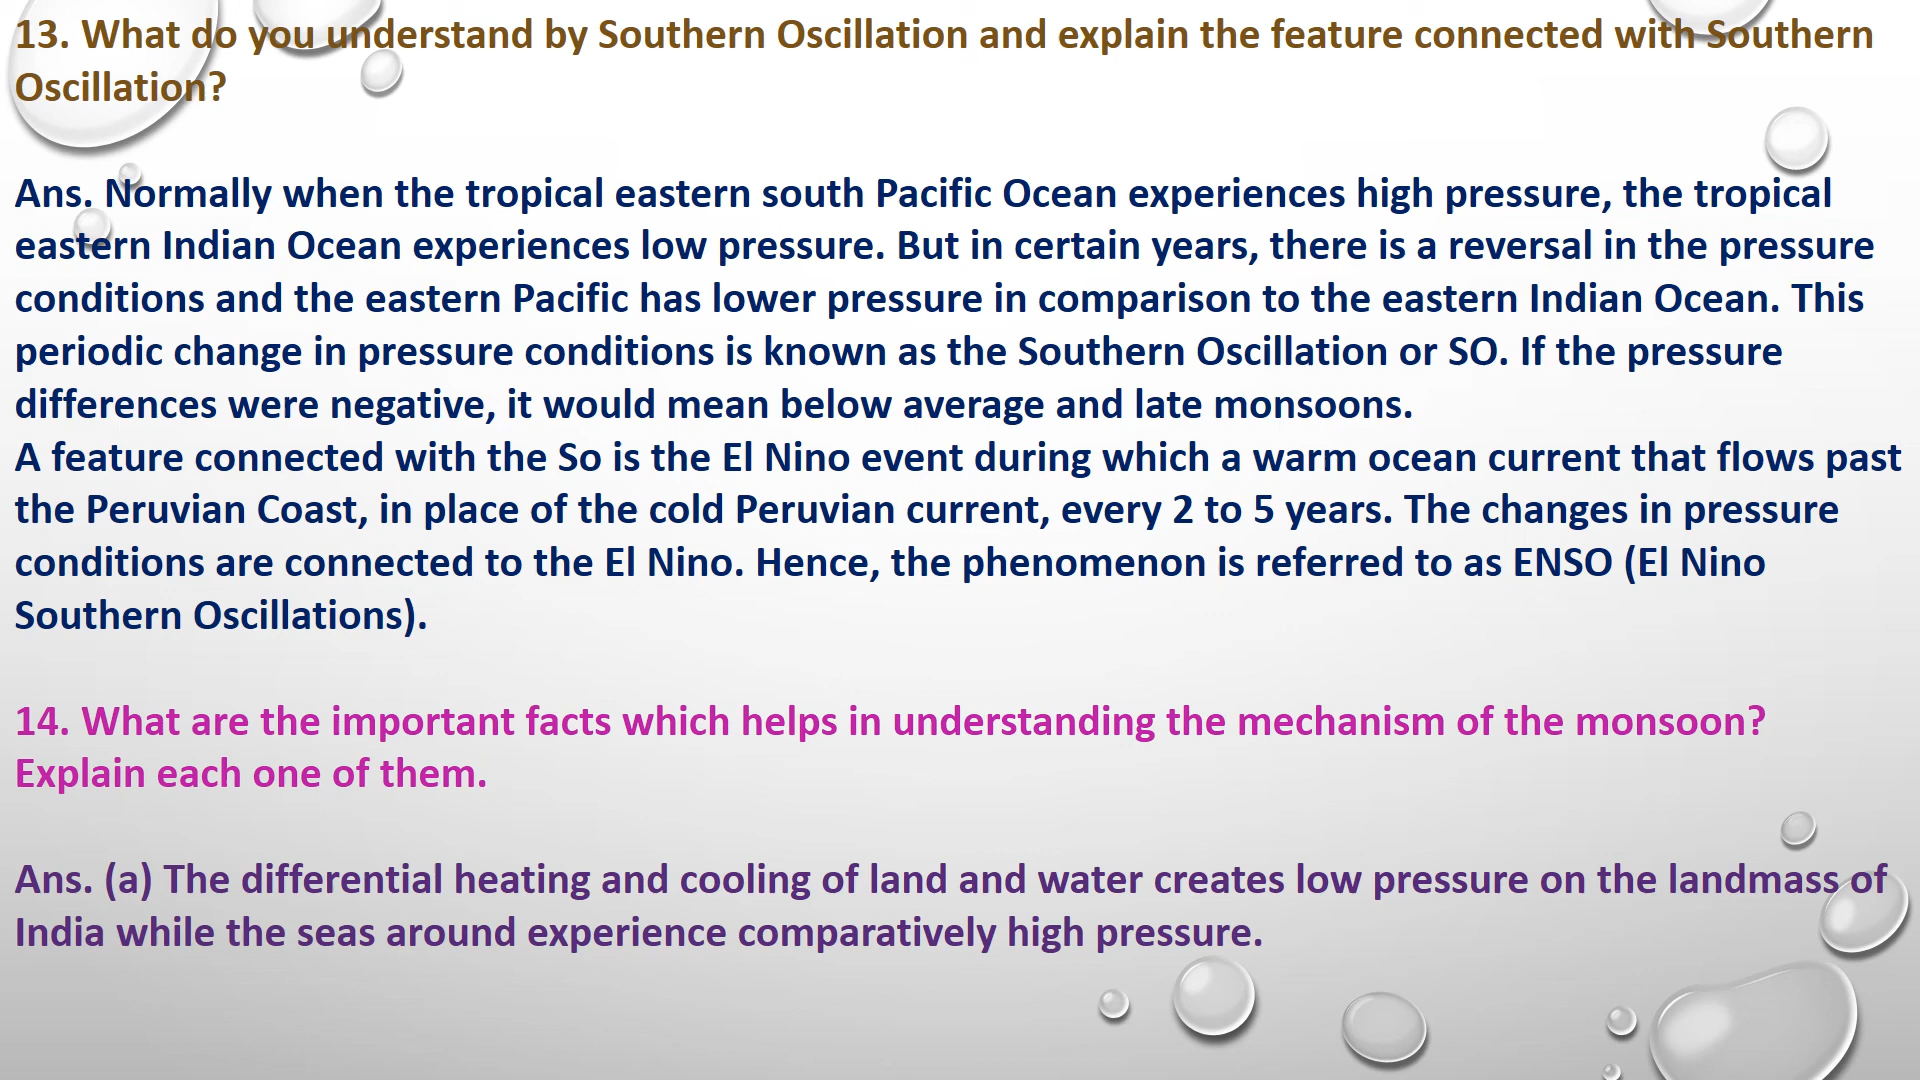 13. What do you understand by Southern Oscillation and explain the feature connected with Southern
Oscillation?
Ans. Normally when the tropical eastern south Pacific Ocean experiences high pressure, the tropical
eastern Indian Ocean experiences low pressure. But in certain years, there is a reversal in the pressure
conditions and the eastern Pacific has lower pressure in comparison to the eastern Indian Ocean. This
periodic change in pressure conditions is known as the Southern Oscillation or SO. If the pressure
differences were negative, it would mean below average and late monsoons.
A feature connected with the So is the El Nino event during which a warm ocean current that flows past
the Peruvian Coast, in place of the cold Peruvian current, every 2 to 5 years. The changes in pressure
conditions are connected to the El Nino. Hence, the phenomenon is referred to as ENSO (El Nino
Southern Oscillations).
14. What are the important facts which helps in understanding the mechanism of the monsoon?
Explain each one of them.
Ans. (a) The differential heating and cooling of land and water creates low pressure on the landmass of
India while the seas around experience comparatively high pressure.